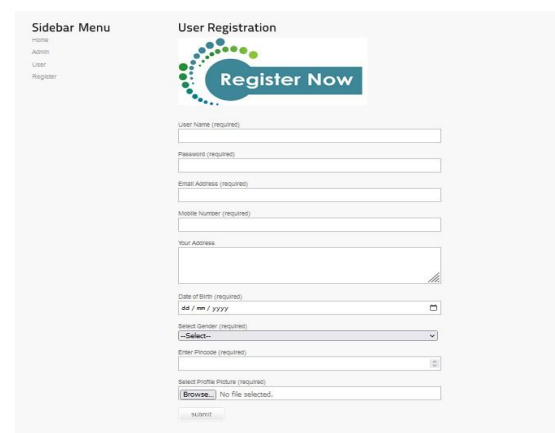 Sidebar Menu
Home
Admin
User
Register
User Registration
Register Now
User Name (required)
Password (required)
Email Address (required)
Mobile Number (required)
Your Address
Date of Birth (required)
dd / mm / yyyy
Select Gender (required)
--Select--
Enter Pincode (required)
Select Profile Picture (required)
Browse... No file selected.
submit